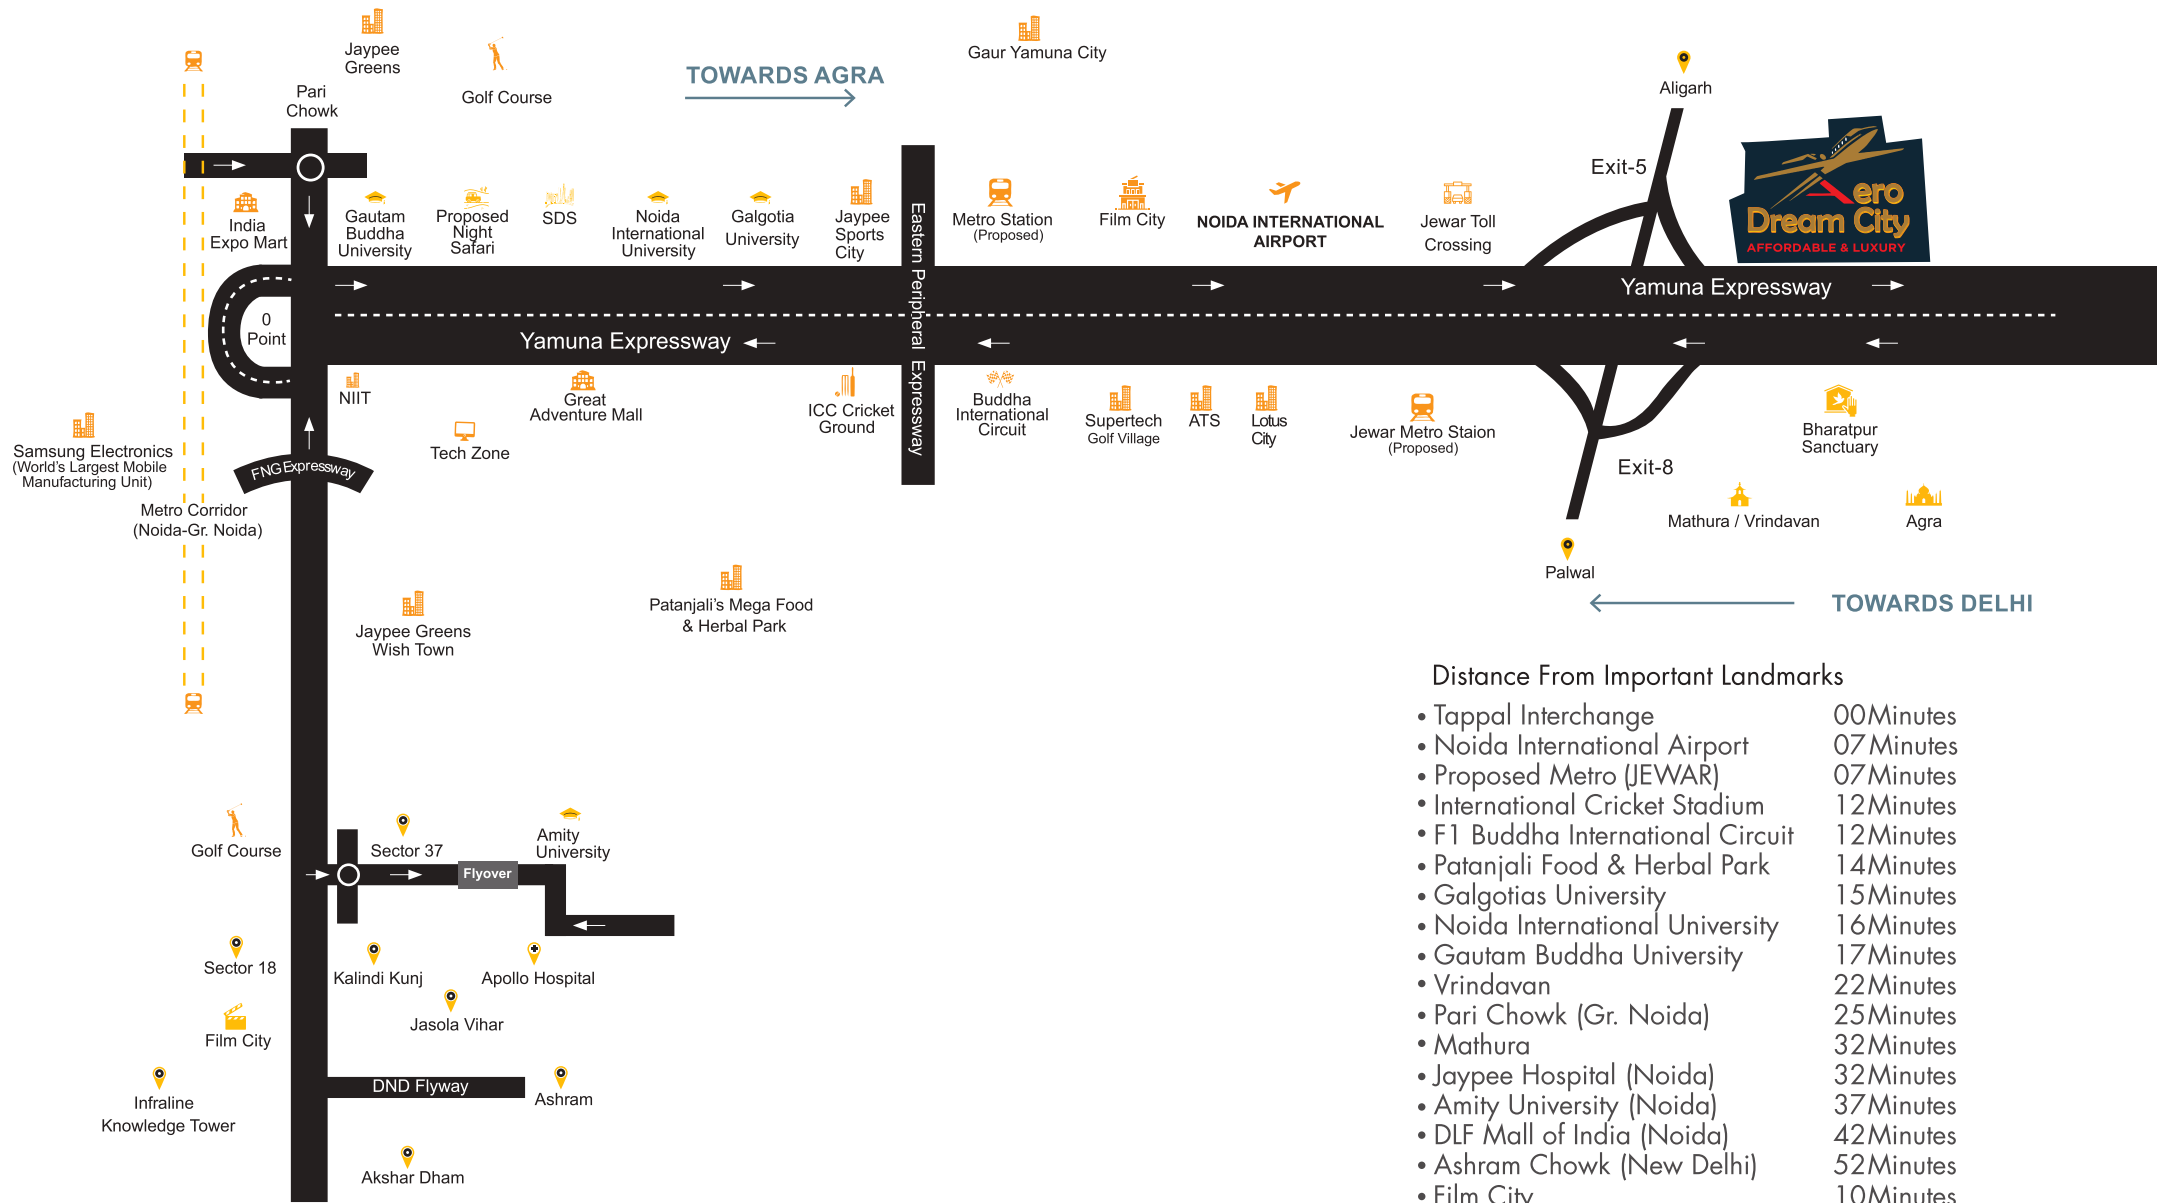 Jaypee
Greens
Golf Course
TOWARDS AGRA
Gaur Yamuna City
Aligarh
Pari
Chowk
Exit-5
Aero
Dream City
AFFORDABLE & LUXURY
India
Expo Mart
Gautam
Buddha
University
Proposed
Night
Safari
SDS
Noida
International
University
Galgotia
University
Jaypee
Sports
City
Eastern Peripheral Expressway
Metro Station
(Proposed)
Film City
NOIDA INTERNATIONAL
AIRPORT
Jewar Toll
Crossing
Yamuna Expressway
0
Point
Yamuna Expressway
NIIT
Great
Adventure Mall
ICC Cricket
Ground
Buddha
International
Circuit
Supertech
Golf Village
ATS
Lotus
City
Jewar Metro Staion
(Proposed)
Bharatpur
Sanctuary
Samsung Electronics
(World's Largest Mobile
Manufacturing Unit)
FNG Expressway
Tech Zone
Exit-8
Metro Corridor
(Noida-Gr. Noida)
Mathura / Vrindavan
Agra
Palwal
TOWARDS DELHI
Jaypee Greens
Wish Town
Patanjali's Mega Food
& Herbal Park
Golf Course
Sector 37
Amity
University
Flyover
Sector 18
Kalindi Kunj
Apollo Hospital
Jasola Vihar
Film City
DND Flyway
Ashram
Infraline
Knowledge Tower
Akshar Dham
Distance From Important Landmarks
• Tappal Interchange 00Minutes
• Noida International Airport 07Minutes
• Proposed Metro (JEWAR) 07Minutes
• International Cricket Stadium 12Minutes
• F1 Buddha International Circuit 12Minutes
• Patanjali Food & Herbal Park 14Minutes
• Galgotias University 15Minutes
• Noida International University 16Minutes
• Gautam Buddha University 17Minutes
• Vrindavan 22Minutes
• Pari Chowk (Gr. Noida) 25Minutes
• Mathura 32Minutes
• Jaypee Hospital (Noida) 32Minutes
• Amity University (Noida) 37Minutes
• DLF Mall of India (Noida) 42Minutes
• Ashram Chowk (New Delhi) 52Minutes
• Film City 10Minutes